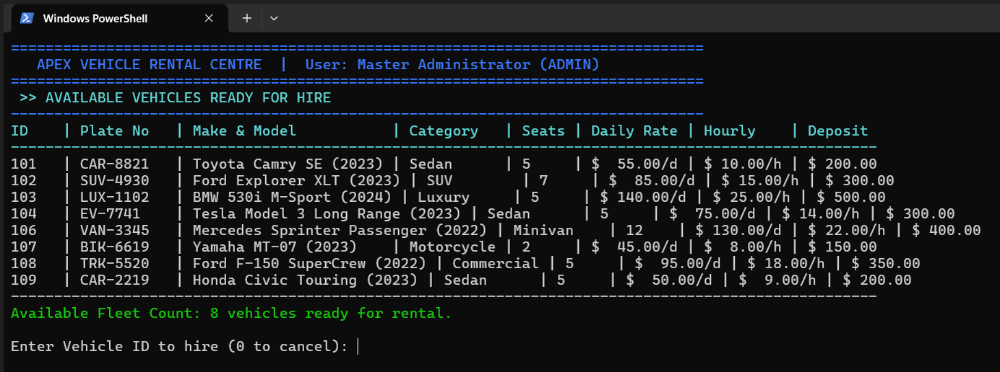 Windows PowerShell
================================================================================
   APEX VEHICLE RENTAL CENTRE  |  User: Master Administrator (ADMIN)
================================================================================
 >> AVAILABLE VEHICLES READY FOR HIRE
--------------------------------------------------------------------------------
ID    | Plate No   | Make & Model           | Category   | Seats | Daily Rate | Hourly    | Deposit
----------------------------------------------------------------------------------------------------
101   | CAR-8821   | Toyota Camry SE (2023) | Sedan      | 5     | $  55.00/d | $ 10.00/h | $ 200.00
102   | SUV-4930   | Ford Explorer XLT (2023) | SUV        | 7     | $  85.00/d | $ 15.00/h | $ 300.00
103   | LUX-1102   | BMW 530i M-Sport (2024) | Luxury     | 5     | $ 140.00/d | $ 25.00/h | $ 500.00
104   | EV-7741    | Tesla Model 3 Long Range (2023) | Sedan      | 5     | $  75.00/d | $ 14.00/h | $ 300.00
106   | VAN-3345   | Mercedes Sprinter Passenger (2022) | Minivan    | 12    | $ 130.00/d | $ 22.00/h | $ 400.00
107   | BIK-6619   | Yamaha MT-07 (2023)    | Motorcycle | 2     | $  45.00/d | $  8.00/h | $ 150.00
108   | TRK-5520   | Ford F-150 SuperCrew (2022) | Commercial | 5     | $  95.00/d | $ 18.00/h | $ 350.00
109   | CAR-2219   | Honda Civic Touring (2023) | Sedan      | 5     | $  50.00/d | $  9.00/h | $ 200.00
----------------------------------------------------------------------------------------------------
Available Fleet Count: 8 vehicles ready for rental.
Enter Vehicle ID to hire (0 to cancel):